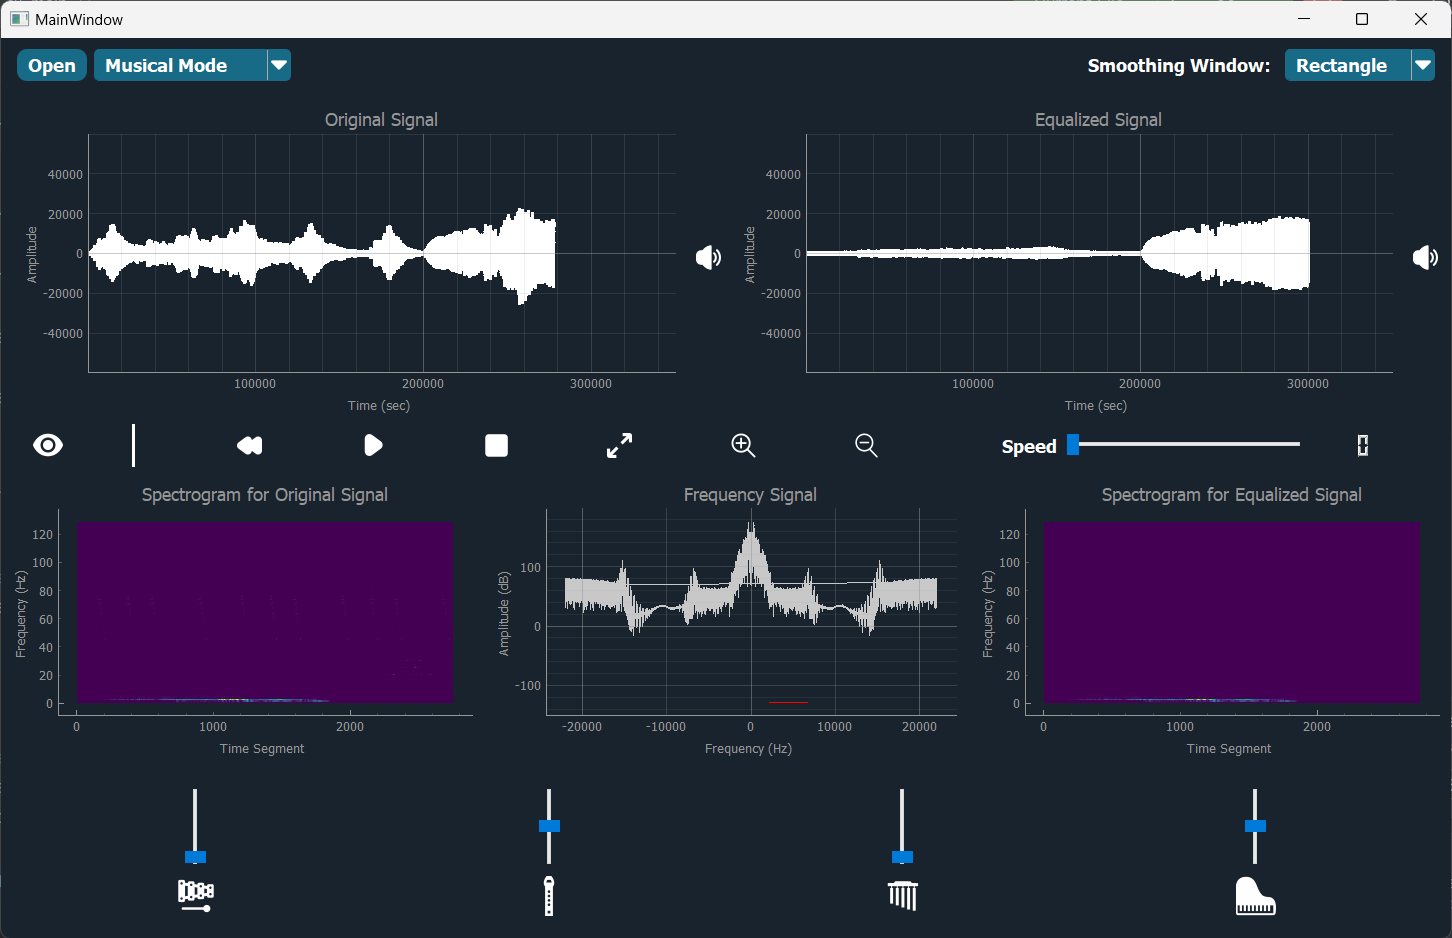 MainWindow
Open
Musical Mode
Smoothing Window:
Rectangle
Original Signal
Amplitude
40000
20000
0
-20000
-40000
100000
200000
300000
Time (sec)
Equalized Signal
Amplitude
40000
20000
0
-20000
-40000
100000
200000
300000
Time (sec)
Speed
0
Spectrogram for Original Signal
Frequency (Hz)
120
100
80
60
40
20
0
0
1000
2000
Time Segment
Frequency Signal
Amplitude (dB)
100
0
-100
-20000
-10000
0
10000
20000
Frequency (Hz)
Spectrogram for Equalized Signal
Frequency (Hz)
120
100
80
60
40
20
0
0
1000
2000
Time Segment